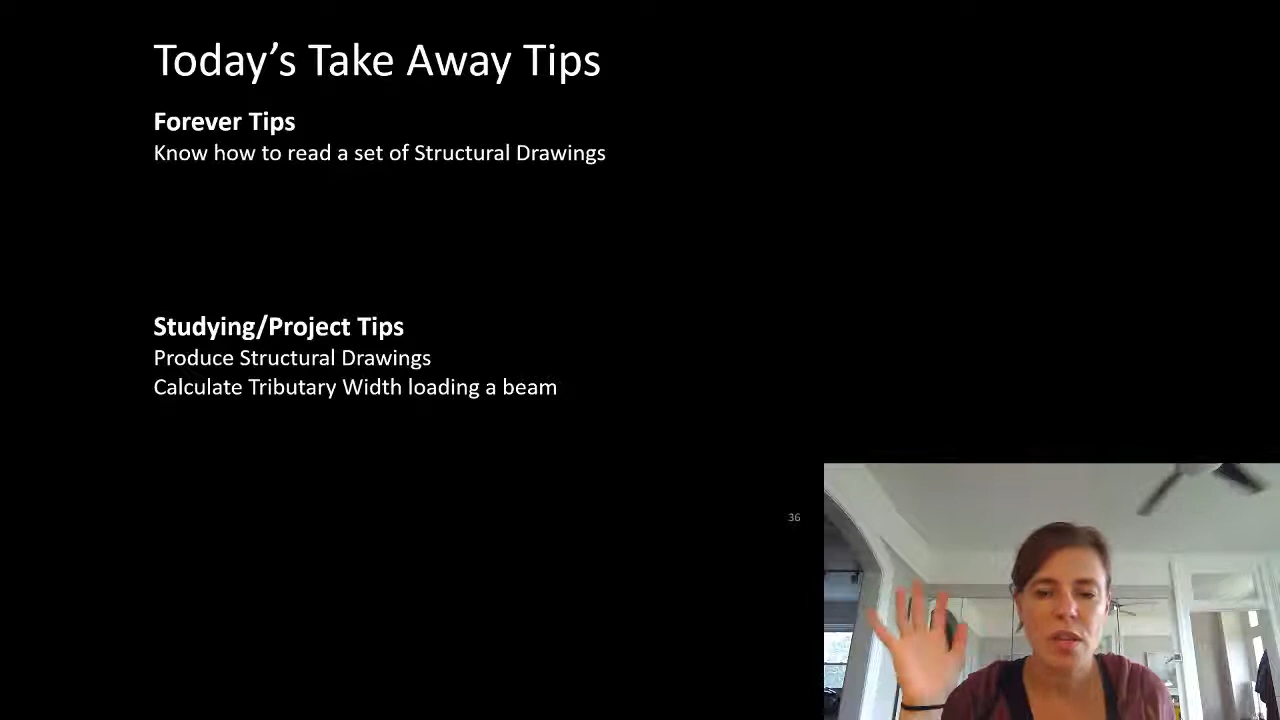 Today's Take Away Tips
Forever Tips
Know how to read a set of Structural Drawings
Studying/Project Tips
Produce Structural Drawings
Calculate Tributary Width loading a beam
36